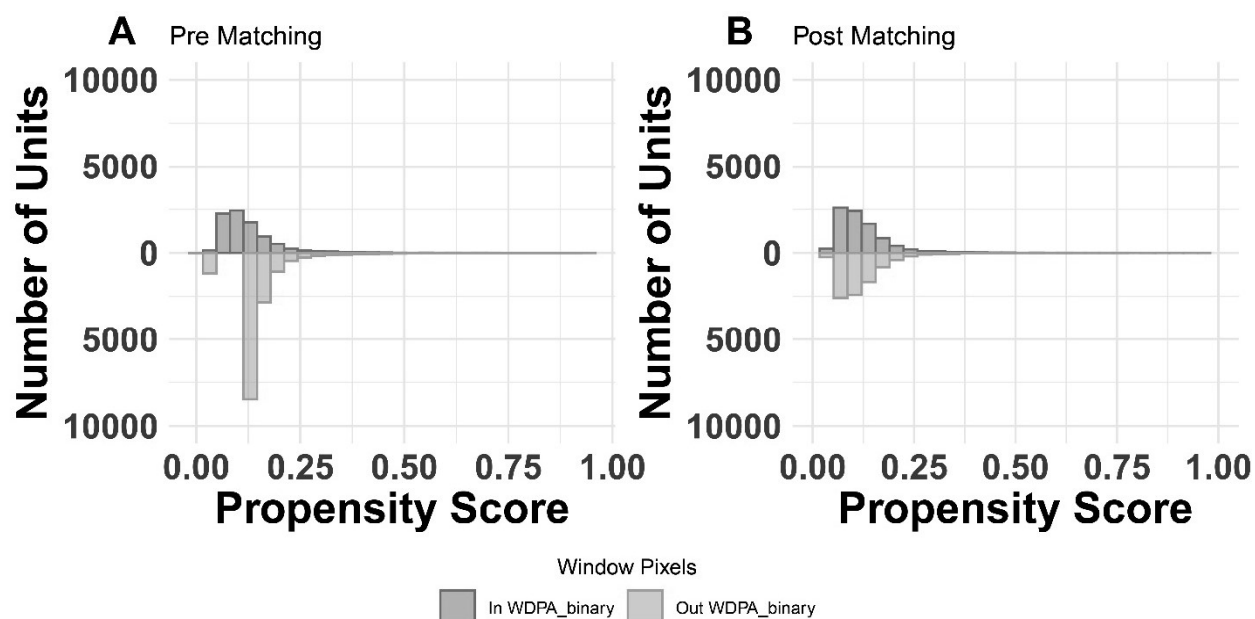 A Pre Matching
Number of Units
10000
5000
0
5000
10000
0.00 0.25 0.50 0.75 1.00
Propensity Score
B Post Matching
Number of Units
10000
5000
0
5000
10000
0.00 0.25 0.50 0.75 1.00
Propensity Score
Window Pixels
In WDPA_binary Out WDPA_binary